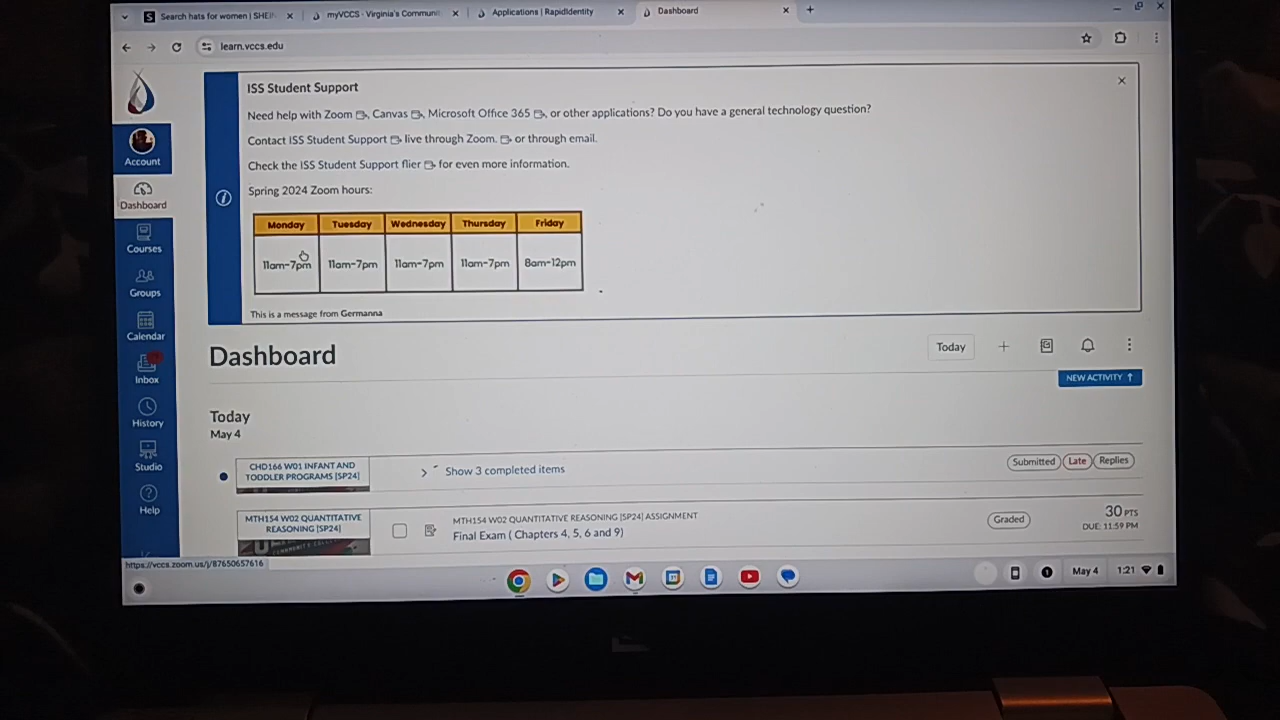 Search hats for women | SHEIN
myVCCS - Virginia's Communi
Applications | RapidIdentity
Dashboard
learn.vccs.edu
ISS Student Support
Need help with Zoom, Canvas, Microsoft Office 365, or other applications? Do you have a general technology question?
Contact ISS Student Support live through Zoom. or through email.
Check the ISS Student Support flier for even more information.
Spring 2024 Zoom hours:
Monday Tuesday Wednesday Thursday Friday
11am-7pm 11am-7pm 11am-7pm 11am-7pm 8am-12pm
This is a message from Germanna
Account
Dashboard
Courses
Groups
Calendar
Inbox
History
Studio
Help
Dashboard
Today
NEW ACTIVITY
Today
May 4
CHD166 W01 INFANT AND
TODDLER PROGRAMS [SP24]
Show 3 completed items
Submitted Late Replies
MTH154 W02 QUANTITATIVE
REASONING [SP24]
MTH154 W02 QUANTITATIVE REASONING [SP24] ASSIGNMENT
Final Exam ( Chapters 4, 5, 6 and 9)
Graded
30 PTS
DUE: 11:59 PM
https://vccs.zoom.us/j/87650657616
May 4 1:21